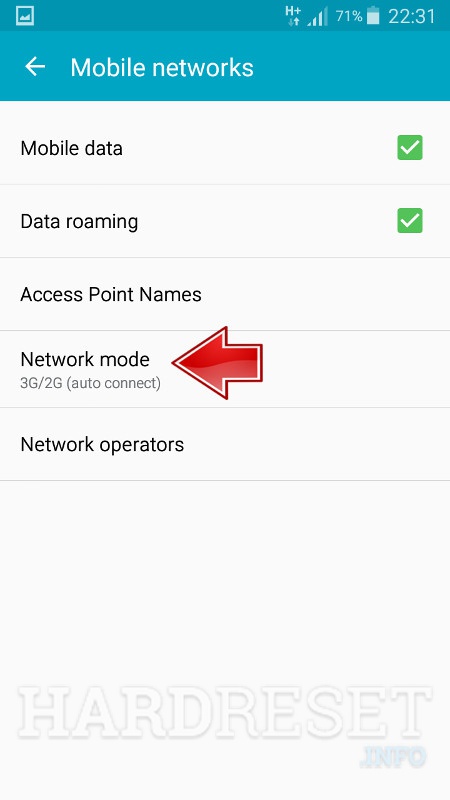 H+ 71% 22:31
Mobile networks
Mobile data
Data roaming
Access Point Names
Network mode
3G/2G (auto connect)
Network operators
HARDRESET
.INFO